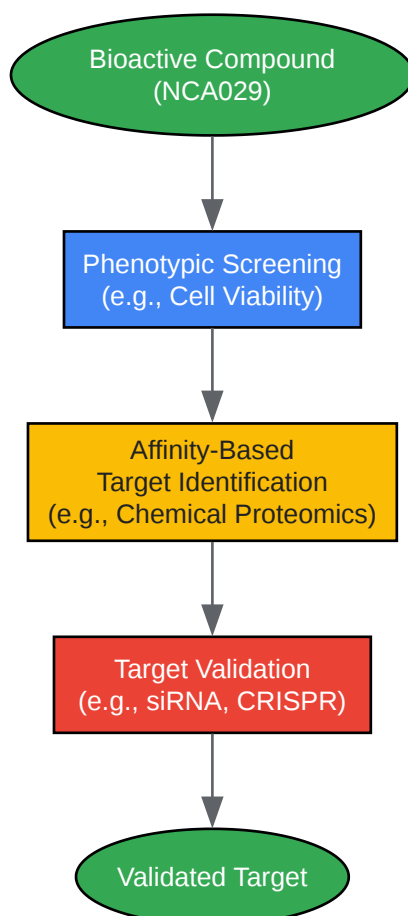 Bioactive Compound
(NCA029)
Phenotypic Screening
(e.g., Cell Viability)
Affinity-Based
Target Identification
(e.g., Chemical Proteomics)
Target Validation
(e.g., siRNA, CRISPR)
Validated Target